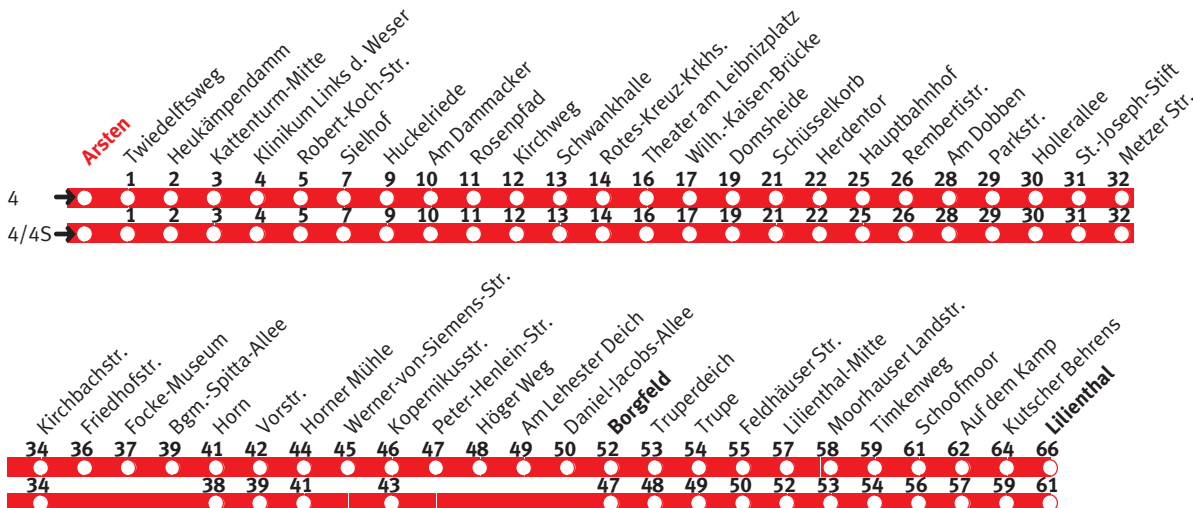 Arsten
Twiedelftsweg
Heukämpendamm
Kattenturm-Mitte
Klinikum Links d. Weser
Robert-Koch-Str.
Sielhof
Huckelriede
Am Dammacker
Rosenpfad
Kirchweg
Schwankhalle
Rotes-Kreuz-Krkhs.
Theater am Leibnizplatz
Wilh.-Kaisen-Brücke
Domsheide
Schüsselkorb
Herdentor
Hauptbahnhof
Rembertistr.
Am Dobben
Parkstr.
Hollerallee
St.-Joseph-Stift
Metzer Str.
4 1 2 3 4 5 7 9 10 11 12 13 14 16 17 19 21 22 25 26 28 29 30 31 32
4/4S 1 2 3 4 5 7 9 10 11 12 13 14 16 17 19 21 22 25 26 28 29 30 31 32
Kirchbachstr.
Friedhofstr.
Focke-Museum
Bgm.-Spitta-Allee
Horn
Vorstr.
Horner Mühle
Werner-von-Siemens-Str.
Kopernikusstr.
Peter-Henlein-Str.
Höger Weg
Am Lehester Deich
Daniel-Jacobs-Allee
Borgfeld
Truperdeich
Trupe
Feldhäuser Str.
Lilienthal-Mitte
Moorhauser Landstr.
Timkenweg
Schoofmoor
Auf dem Kamp
Kutscher Behrens
Lilienthal
34 36 37 39 41 42 44 45 46 47 48 49 50 52 53 54 55 57 58 59 61 62 64 66
34 38 39 41 43 47 48 49 50 52 53 54 56 57 59 61